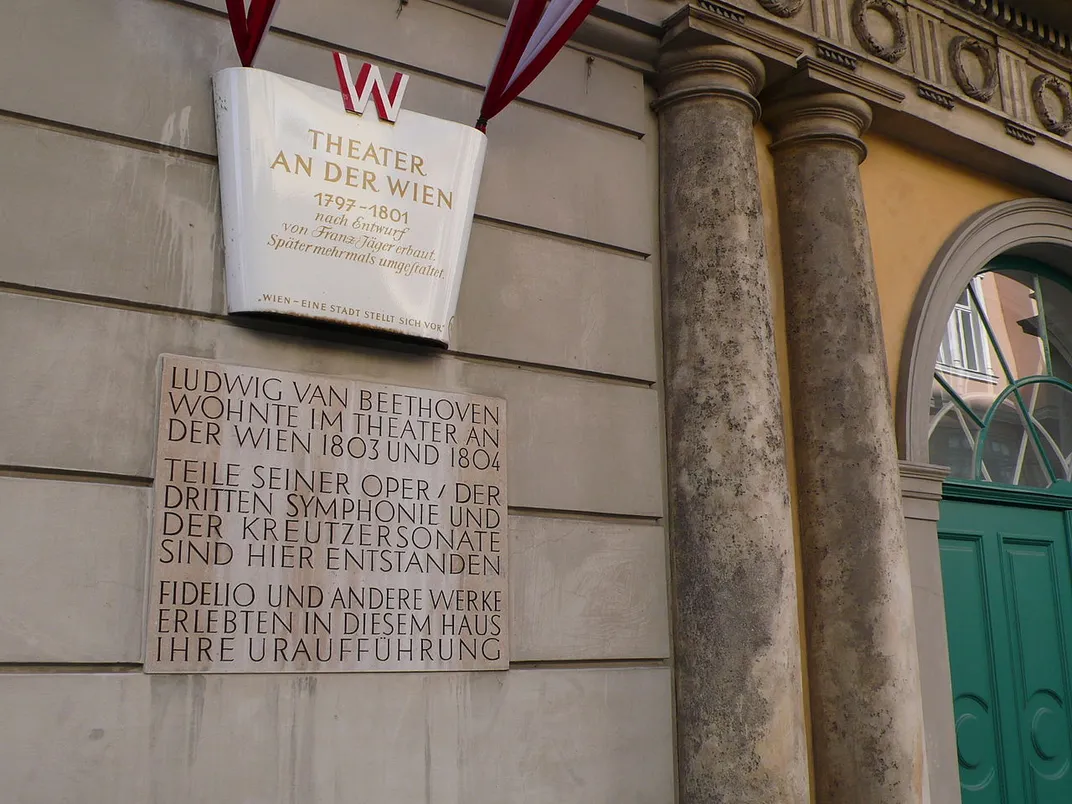 W
THEATER
AN DER WIEN
1797-1801
nach Entwurf
von Franz Jäger erbaut.
Später mehrmals umgestaltet.
„WIEN – EINE STADT STELLT SICH VOR“
LUDWIG VAN BEETHOVEN
WOHNTE IM THEATER AN
DER WIEN 1803 UND 1804
TEILE SEINER OPER / DER
DRITTEN SYMPHONIE UND
DER KREUTZERSONATE
SIND HIER ENTSTANDEN
FIDELIO UND ANDERE WERKE
ERLEBTEN IN DIESEM HAUS
IHRE URAUFFÜHRUNG